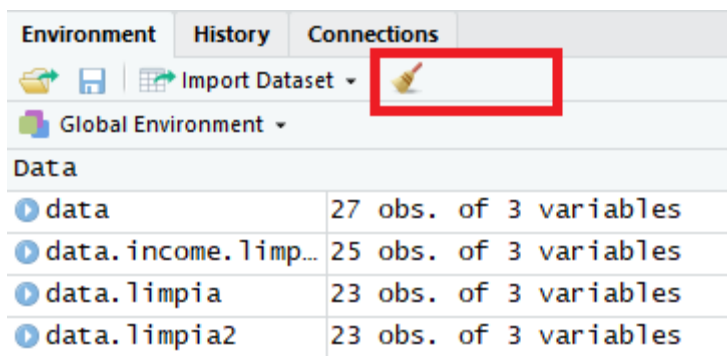 Environment History Connections
Import Dataset
Global Environment
Data
data 27 obs. of 3 variables
data.income.limp… 25 obs. of 3 variables
data.limpia 23 obs. of 3 variables
data.limpia2 23 obs. of 3 variables